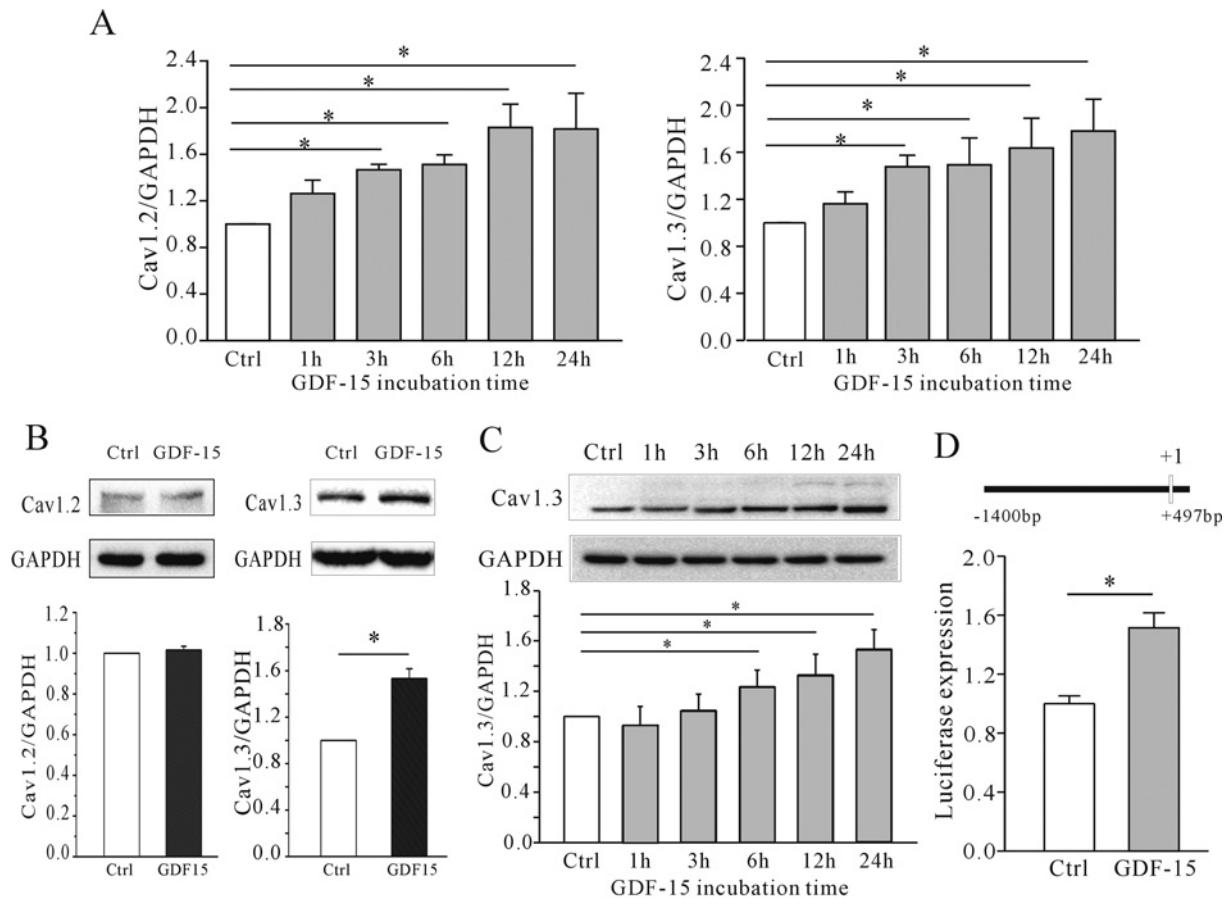 A
Cav1.2/GAPDH
2.4
2.0
1.6
1.2
0.8
0.4
0.0
* * * *
Ctrl 1h 3h 6h 12h 24h
GDF-15 incubation time
Cav1.3/GAPDH
2.4
2.0
1.6
1.2
0.8
0.4
0.0
* * * *
Ctrl 1h 3h 6h 12h 24h
GDF-15 incubation time
B
Ctrl GDF-15
Cav1.2
GAPDH
Cav1.2/GAPDH
1.2
1.0
0.8
0.6
0.4
0.2
0.0
Ctrl GDF15
Ctrl GDF-15
Cav1.3
GAPDH
Cav1.3/GAPDH
1.8
1.6
1.2
0.8
0.4
0.0
*
Ctrl GDF15
C
Ctrl 1h 3h 6h 12h 24h
Cav1.3
GAPDH
Cav1.3/GAPDH
1.8
1.6
1.2
0.8
0.4
0.0
* * *
Ctrl 1h 3h 6h 12h 24h
GDF-15 incubation time
D
+1
-1400bp +497bp
Luciferase expression
2.0
1.6
1.2
0.8
0.4
0.0
*
Ctrl GDF-15